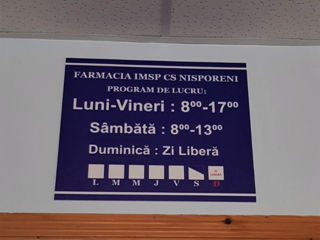 FARMACIA IMSP CS NISPORENI
PROGRAM DE LUCRU:
Luni-Vineri : 8⁰⁰-17⁰⁰
Sâmbătă : 8⁰⁰-13⁰⁰
Duminică : Zi Liberă
L M M J V S D